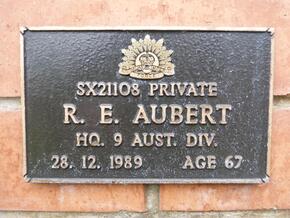 SX21108 PRIVATE
R. E. AUBERT
HQ. 9 AUST. DIV.
28. 12. 1989 AGE 67